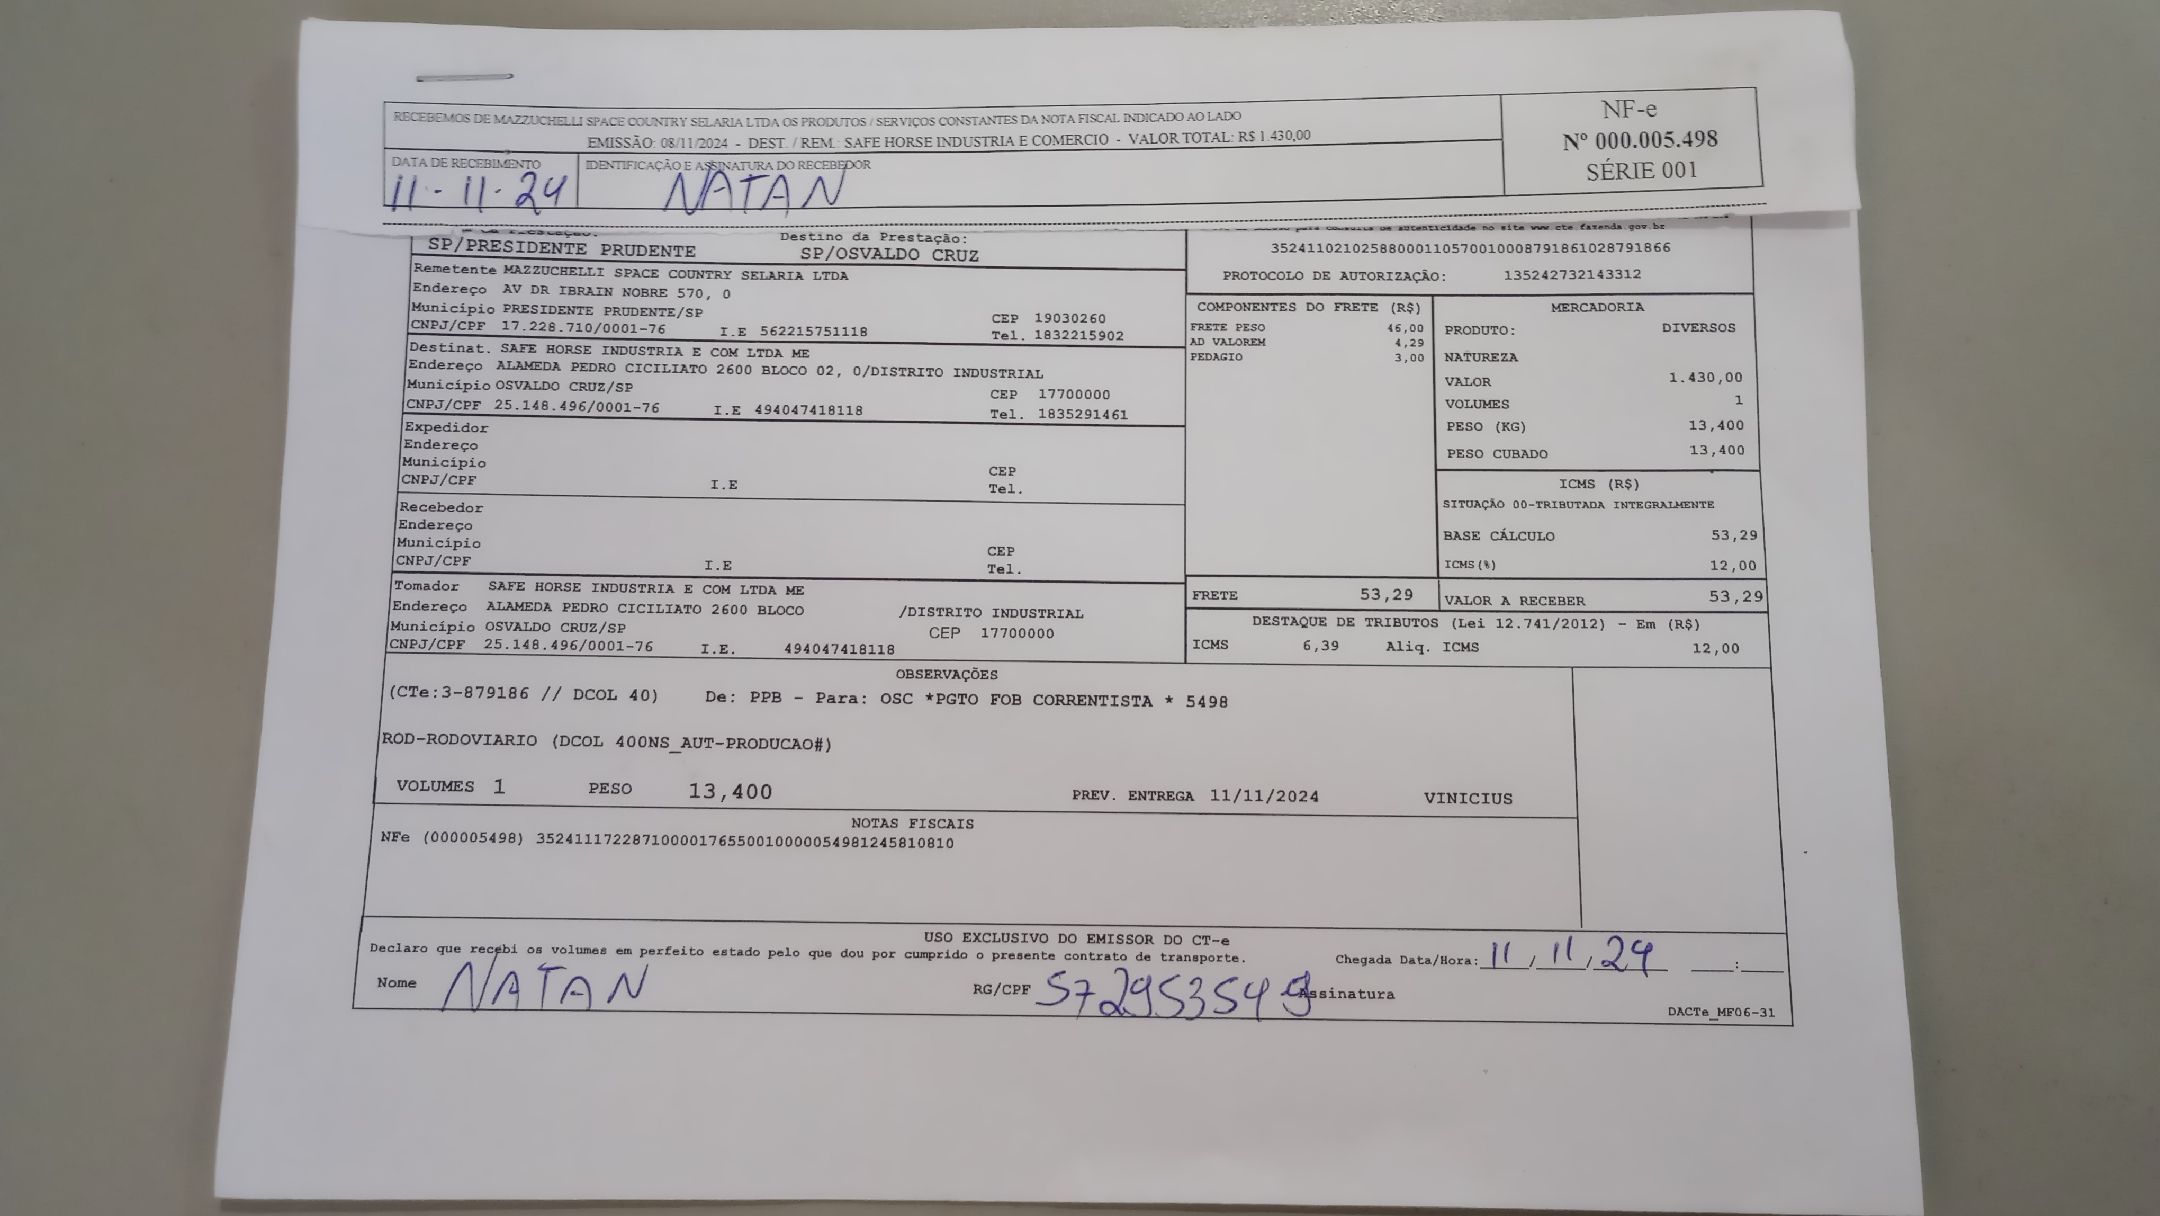 RECEBEMOS DE MAZZUCHELLI SPACE COUNTRY SELARIA LTDA OS PRODUTOS / SERVIÇOS CONSTANTES DA NOTA FISCAL INDICADO AO LADO
EMISSÃO: 08/11/2024 - DEST. / REM.: SAFE HORSE INDUSTRIA E COMERCIO - VALOR TOTAL: R$ 1.430,00
NF-e
Nº 000.005.498
SÉRIE 001
DATA DE RECEBIMENTO IDENTIFICAÇÃO E ASSINATURA DO RECEBEDOR
11-11-24 NATAN
Destino da Prestação:
SP/PRESIDENTE PRUDENTE SP/OSVALDO CRUZ
Remetente MAZZUCHELLI SPACE COUNTRY SELARIA LTDA
Endereço AV DR IBRAIN NOBRE 570, 0
Município PRESIDENTE PRUDENTE/SP CEP 19030260
CNPJ/CPF 17.228.710/0001-76 I.E 562215751118 Tel. 1832215902
Destinat. SAFE HORSE INDUSTRIA E COM LTDA ME
Endereço ALAMEDA PEDRO CICILIATO 2600 BLOCO 02, 0/DISTRITO INDUSTRIAL
Município OSVALDO CRUZ/SP CEP 17700000
CNPJ/CPF 25.148.496/0001-76 I.E 494047418118 Tel. 1835291461
Expedidor
Endereço
Município CEP
CNPJ/CPF I.E Tel.
Recebedor
Endereço
Município CEP
CNPJ/CPF I.E Tel.
Tomador SAFE HORSE INDUSTRIA E COM LTDA ME
Endereço ALAMEDA PEDRO CICILIATO 2600 BLOCO /DISTRITO INDUSTRIAL
Município OSVALDO CRUZ/SP CEP 17700000
CNPJ/CPF 25.148.496/0001-76 I.E. 494047418118
para consulta de autenticidade no site www.cte.fazenda.gov.br
35241102102588000110570010008791861028791866
PROTOCOLO DE AUTORIZAÇÃO: 135242732143312
COMPONENTES DO FRETE (R$)
FRETE PESO 46,00
AD VALOREM 4,29
PEDAGIO 3,00
MERCADORIA
PRODUTO: DIVERSOS
NATUREZA
VALOR 1.430,00
VOLUMES 1
PESO (KG) 13,400
PESO CUBADO 13,400
ICMS (R$)
SITUAÇÃO 00-TRIBUTADA INTEGRALMENTE
BASE CÁLCULO 53,29
ICMS(%) 12,00
FRETE 53,29 VALOR A RECEBER 53,29
DESTAQUE DE TRIBUTOS (Lei 12.741/2012) - Em (R$)
ICMS 6,39 Aliq. ICMS 12,00
OBSERVAÇÕES
(CTe:3-879186 // DCOL 40) De: PPB - Para: OSC *PGTO FOB CORRENTISTA * 5498
ROD-RODOVIARIO (DCOL 400NS_AUT-PRODUCAO#)
VOLUMES 1 PESO 13,400 PREV. ENTREGA 11/11/2024 VINICIUS
NOTAS FISCAIS
NFe (000005498) 35241117228710000176550010000054981245810810
USO EXCLUSIVO DO EMISSOR DO CT-e
Declaro que recebi os volumes em perfeito estado pelo que dou por cumprido o presente contrato de transporte. Chegada Data/Hora: 11/11/24 __:__
Nome NATAN RG/CPF 572953549 Assinatura
DACTe_MF06-31